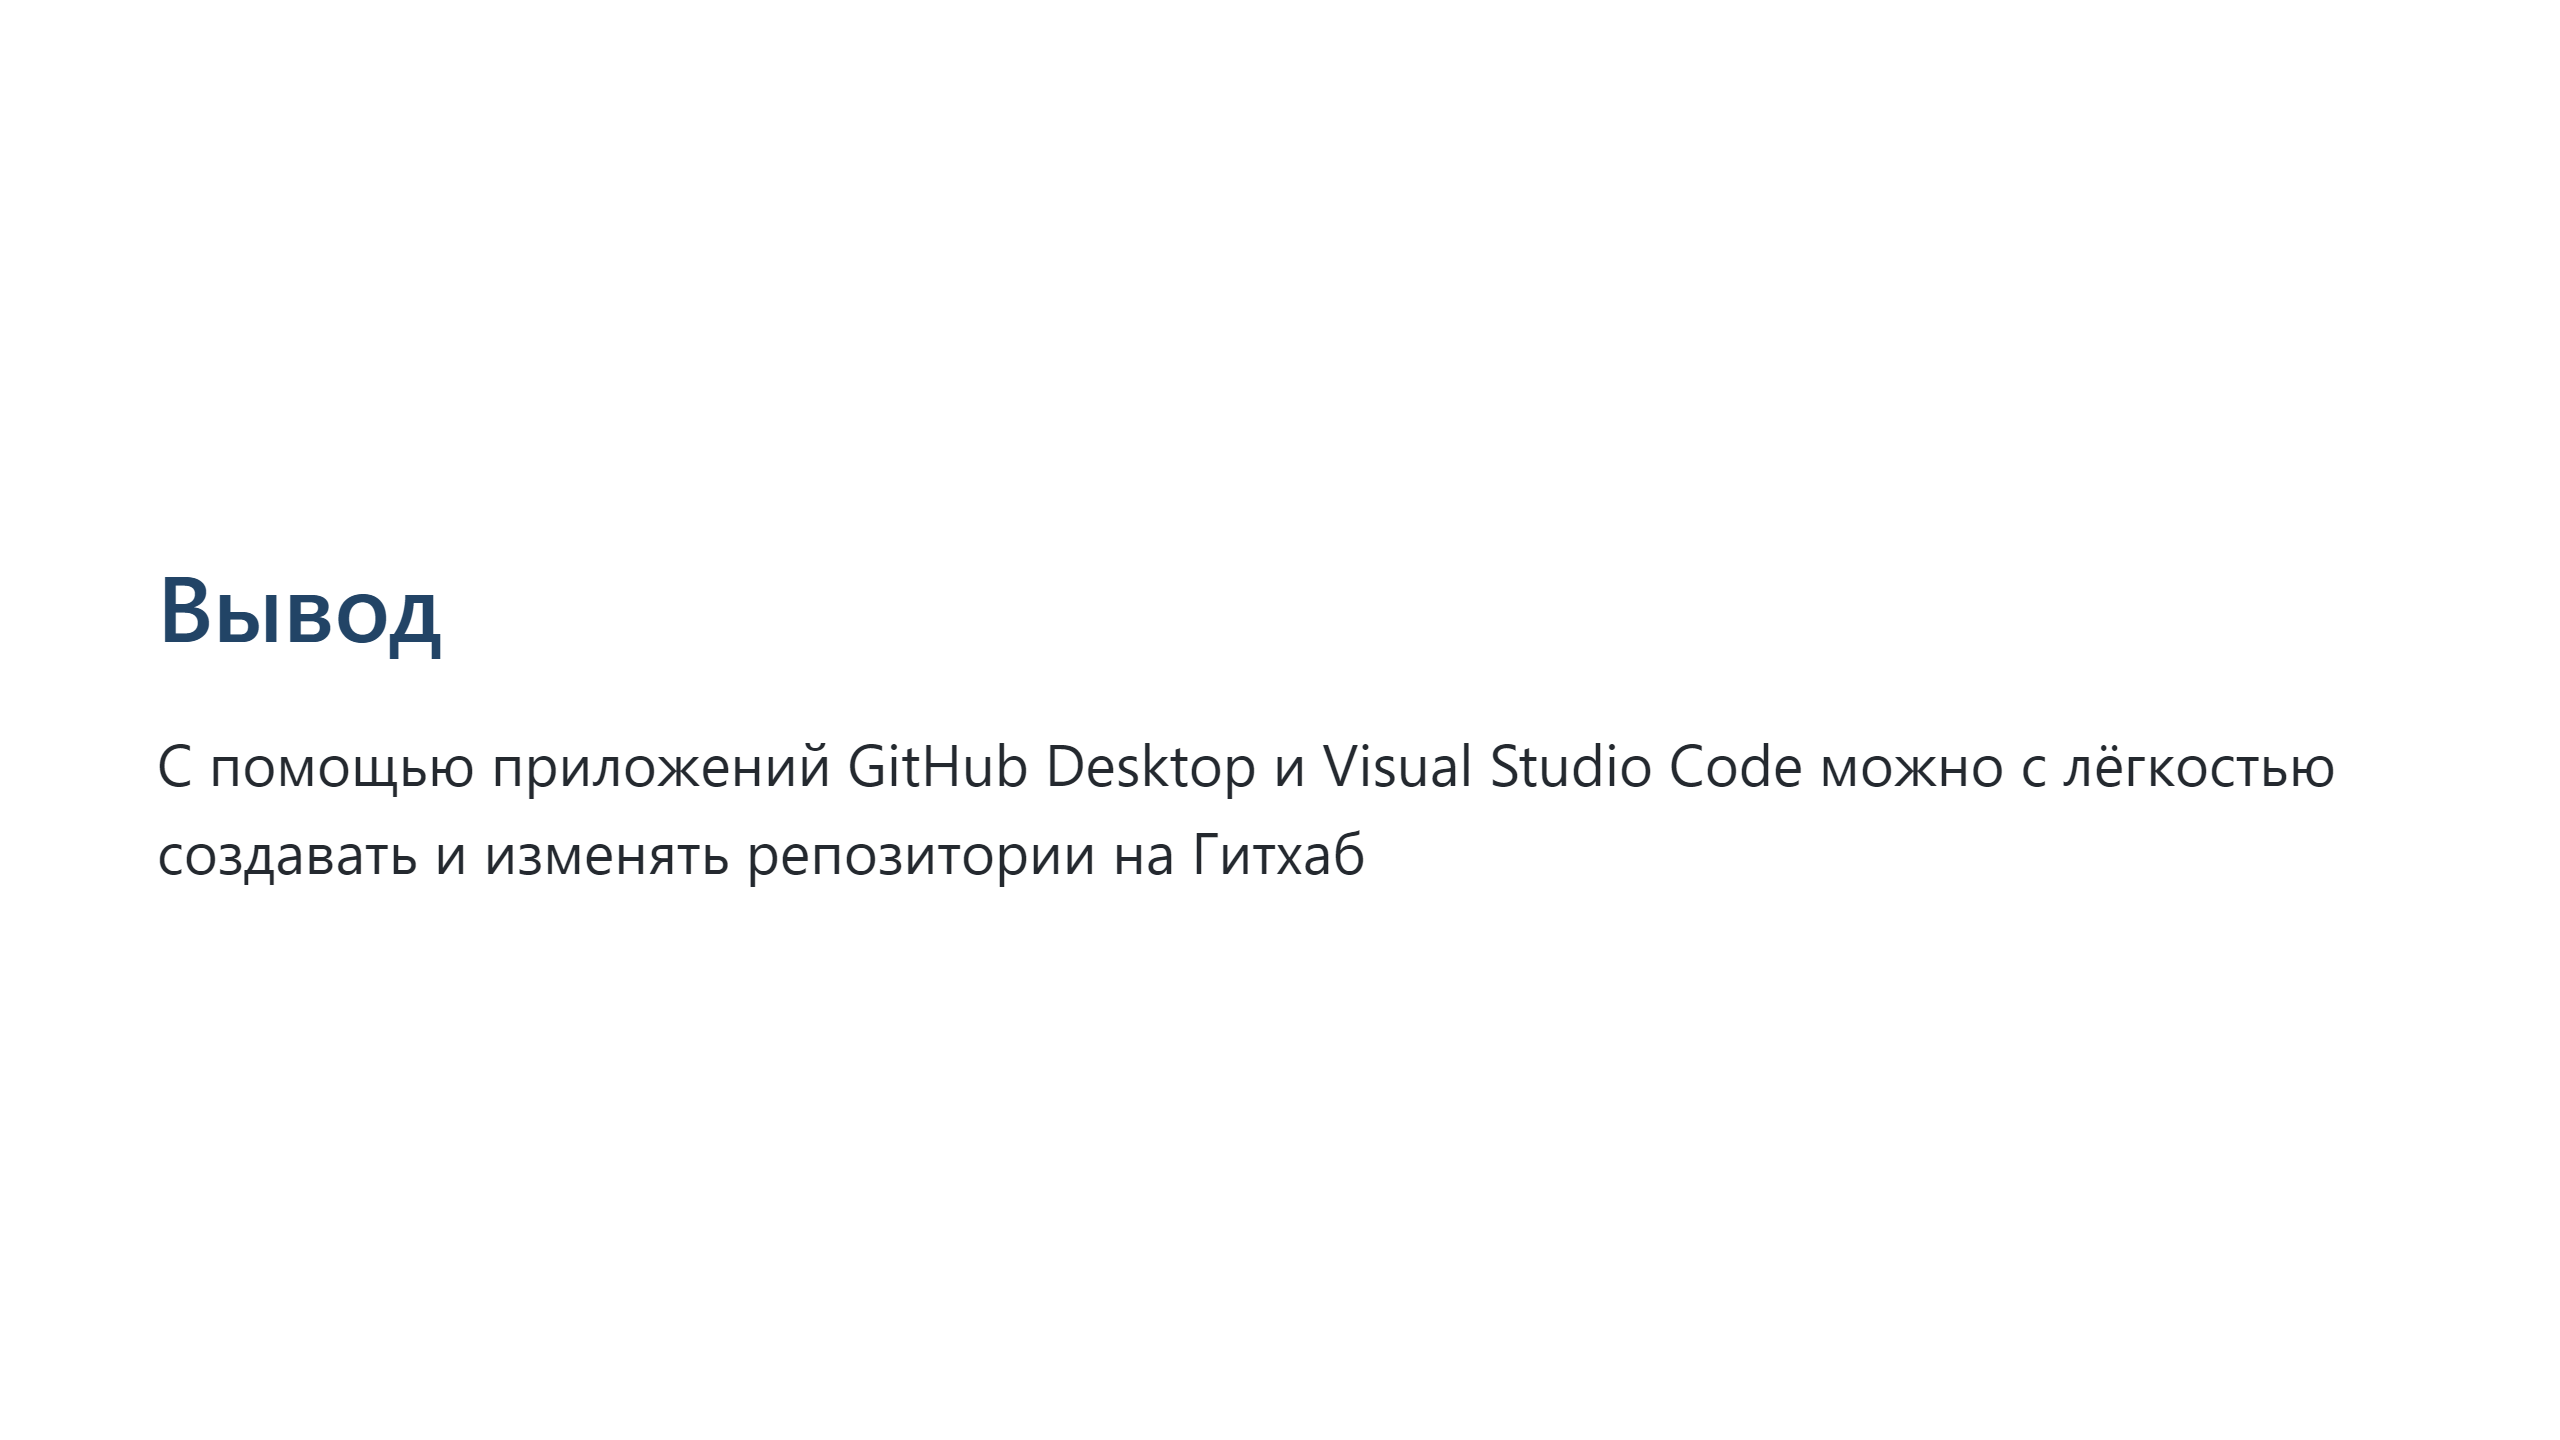 Вывод
С помощью приложений GitHub Desktop и Visual Studio Code можно с лёгкостью
создавать и изменять репозитории на Гитхаб